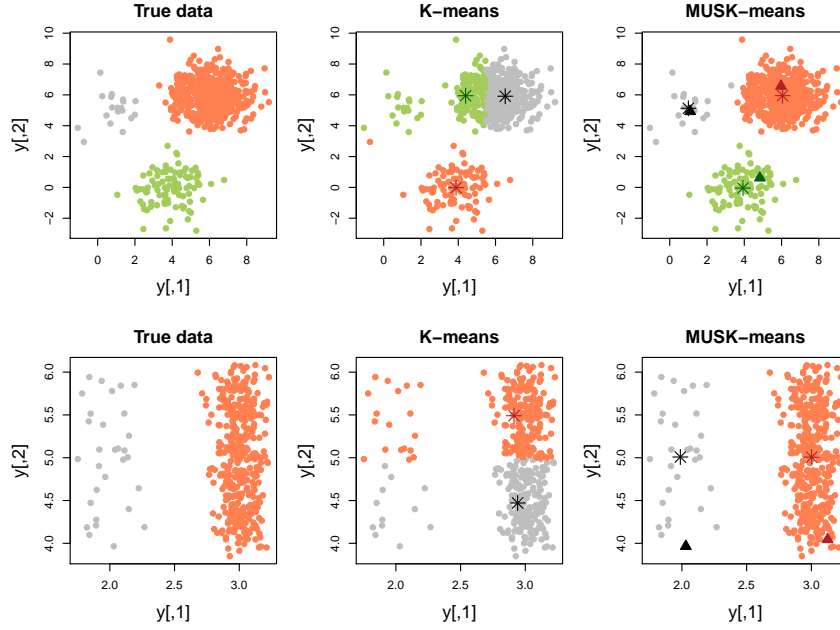 True data
K−means
MUSK−means
10
8
6
4
2
0
−2
y[,2]
0 2 4 6 8
y[,1]
10
8
6
4
2
0
−2
y[,2]
0 2 4 6 8
y[,1]
10
8
6
4
2
0
−2
y[,2]
0 2 4 6 8
y[,1]
True data
K−means
MUSK−means
6.0
5.5
5.0
4.5
4.0
y[,2]
2.0 2.5 3.0
y[,1]
6.0
5.5
5.0
4.5
4.0
y[,2]
2.0 2.5 3.0
y[,1]
6.0
5.5
5.0
4.5
4.0
y[,2]
2.0 2.5 3.0
y[,1]